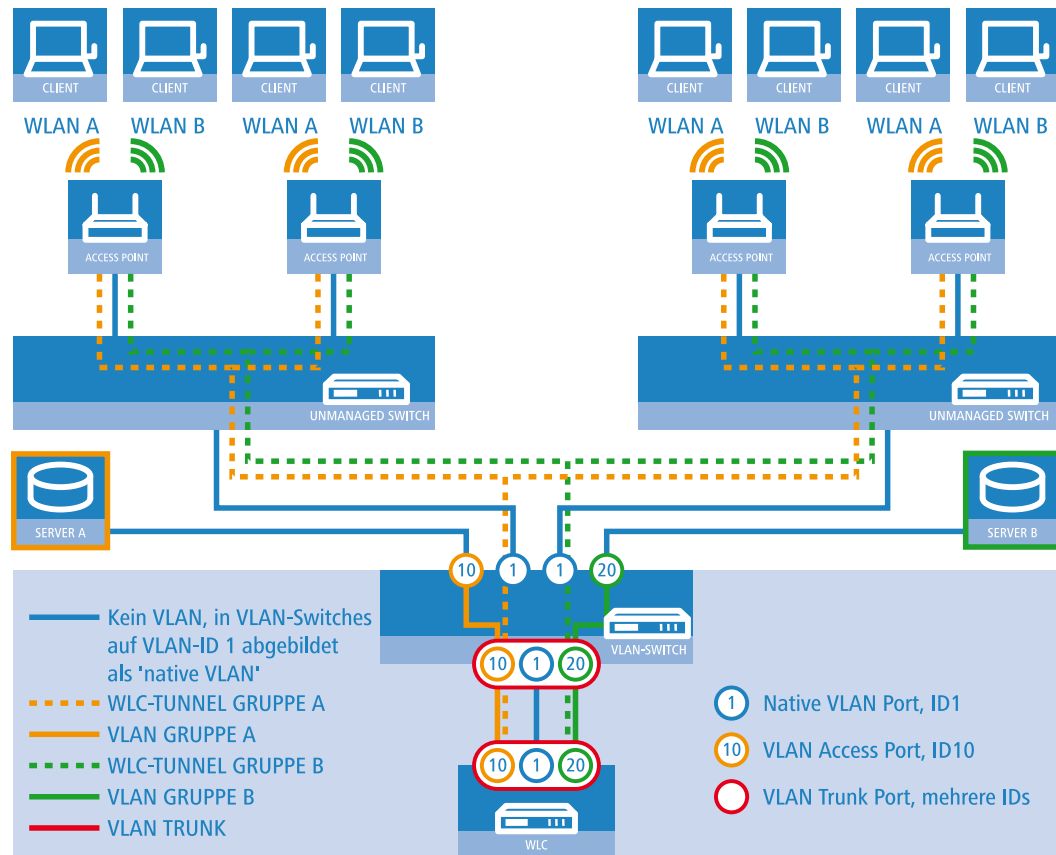 CLIENT CLIENT CLIENT CLIENT CLIENT CLIENT CLIENT CLIENT
WLAN A WLAN B WLAN A WLAN B WLAN A WLAN B WLAN A WLAN B
ACCESS POINT ACCESS POINT ACCESS POINT ACCESS POINT
UNMANAGED SWITCH UNMANAGED SWITCH
SERVER A SERVER B
10 1 1 20
VLAN-SWITCH
10 1 20
10 1 20
WLC
Kein VLAN, in VLAN-Switches
auf VLAN-ID 1 abgebildet
als 'native VLAN'
WLC-TUNNEL GRUPPE A
VLAN GRUPPE A
WLC-TUNNEL GRUPPE B
VLAN GRUPPE B
VLAN TRUNK
1 Native VLAN Port, ID1
10 VLAN Access Port, ID10
VLAN Trunk Port, mehrere IDs